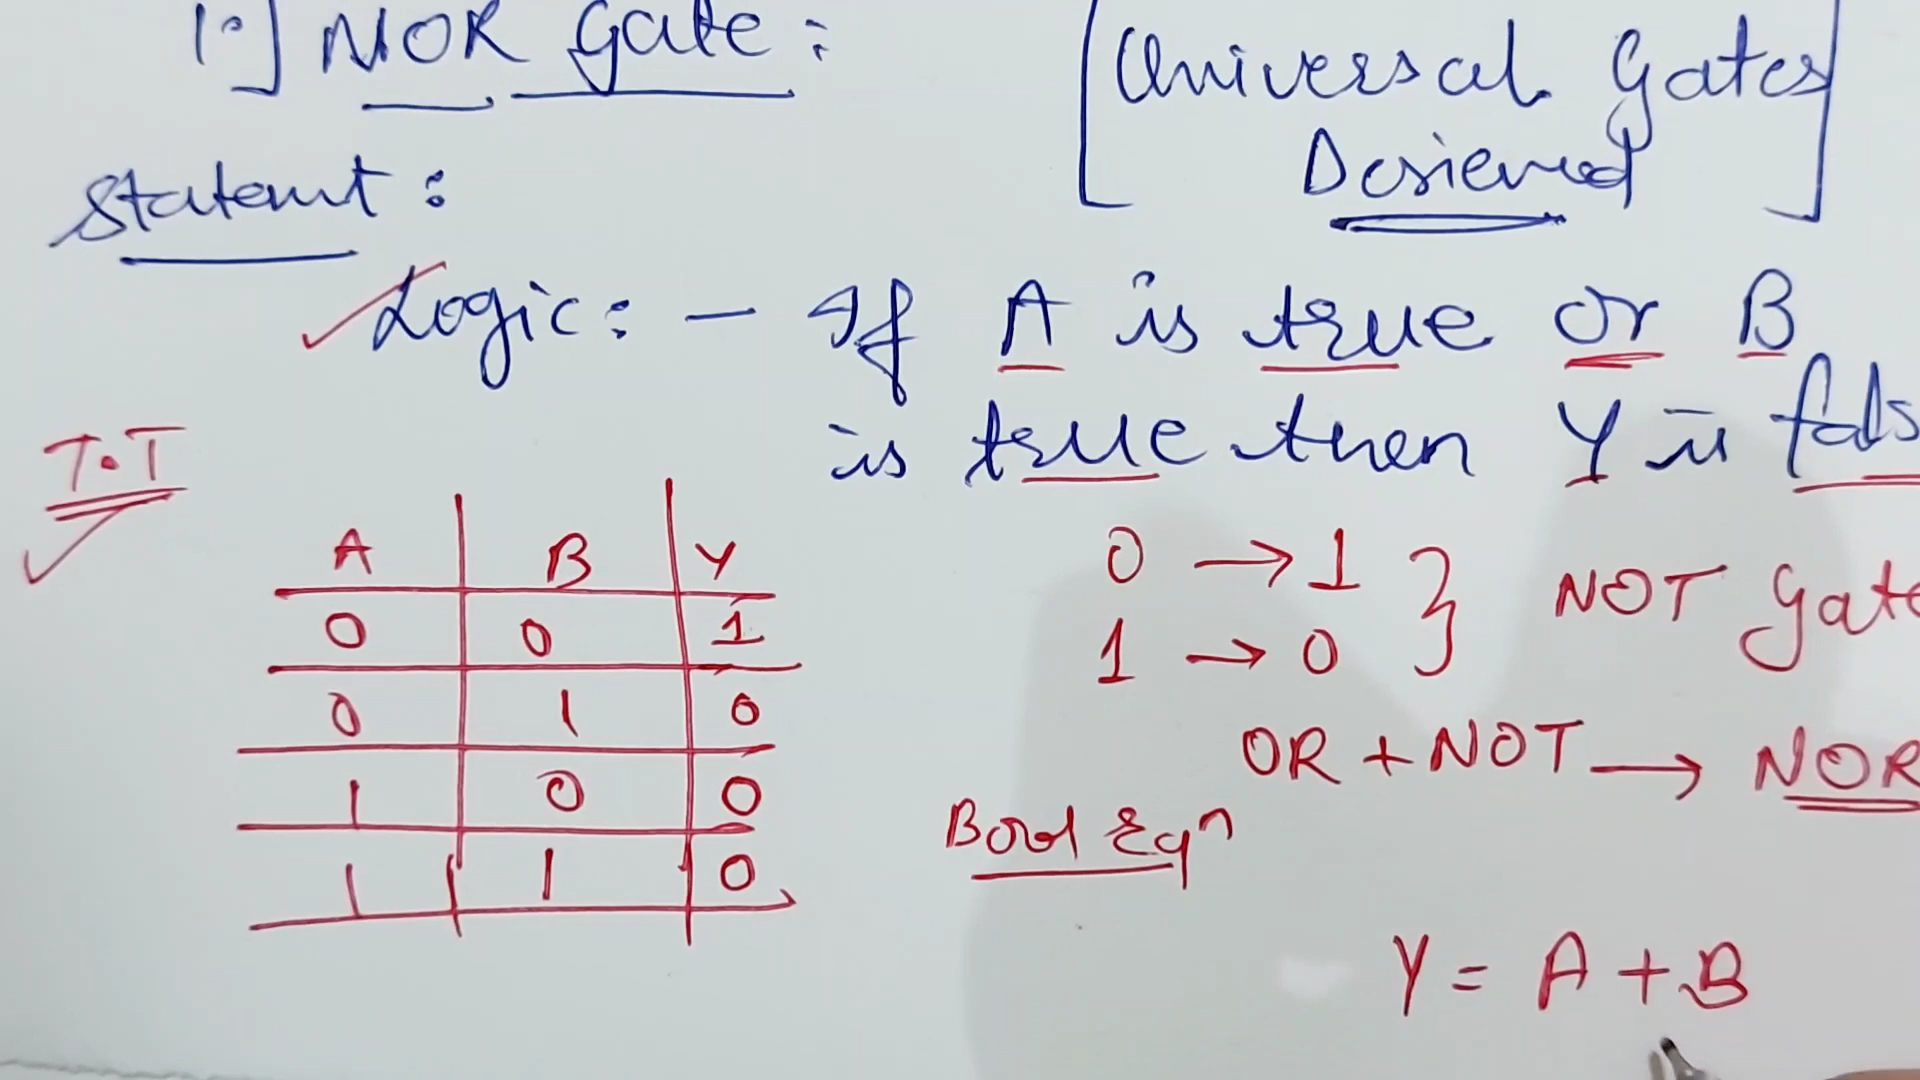 1.] NOR Gate :
[Universal Gates
Desieved]
Statemt :
Logic : - If A is true or B
is true then Y is fals
T.T
A B Y
0 0 1
0 1 0
1 0 0
1 1 0
0 → 1
1 → 0 } NOT Gate
OR + NOT → NOR
Bool Eqn
Y = A + B